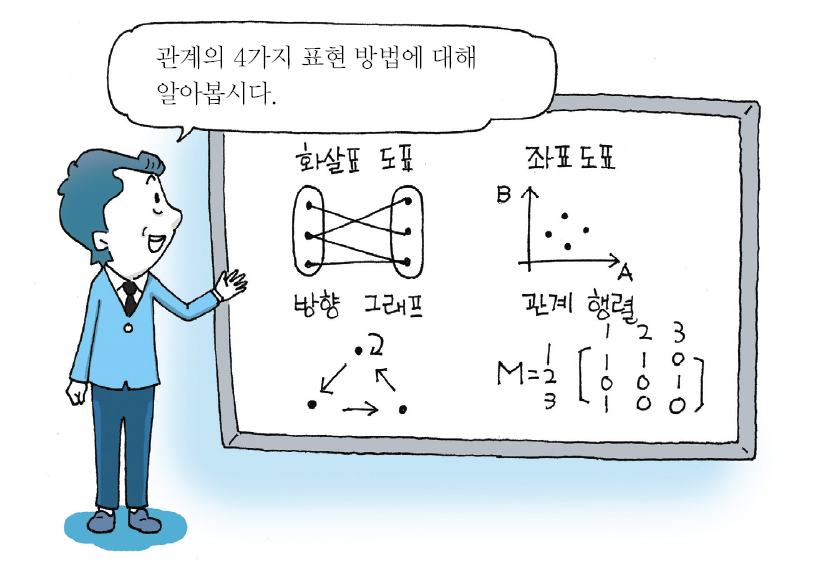 관계의 4가지 표현 방법에 대해
알아봅시다.
화살표 도표
좌표 도표
B
A
방향 그래프
2
관계 행렬
1 2 3
M= 1 [ 1 1 0
2 0 0 1
3 1 0 0 ]